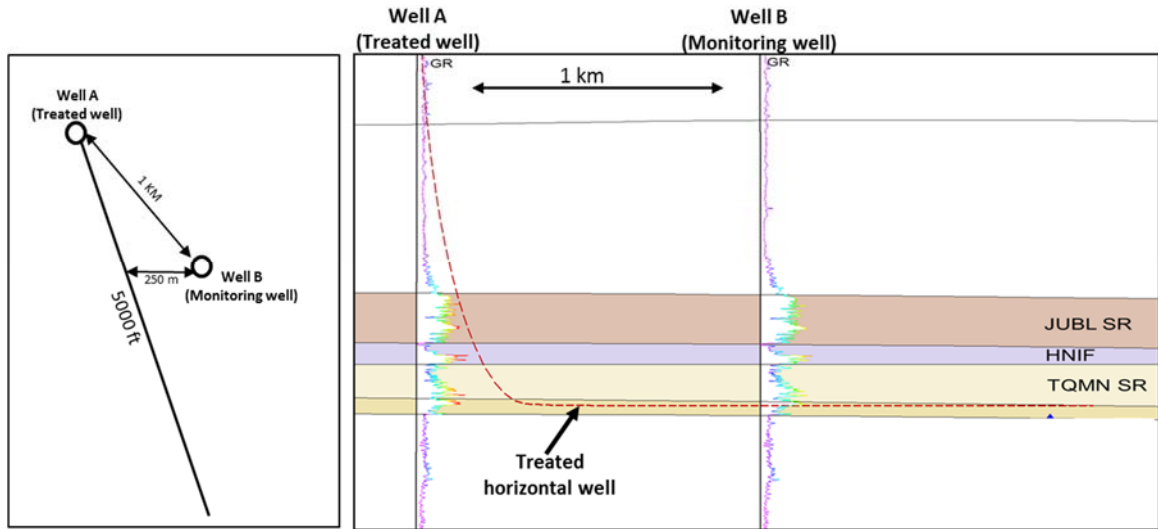 Well A
(Treated well)
1 KM
250 m
Well B
(Monitoring well)
5000 ft
Well A
(Treated well)
Well B
(Monitoring well)
GR
1 km
GR
JUBL SR
HNIF
TQMN SR
Treated
horizontal well